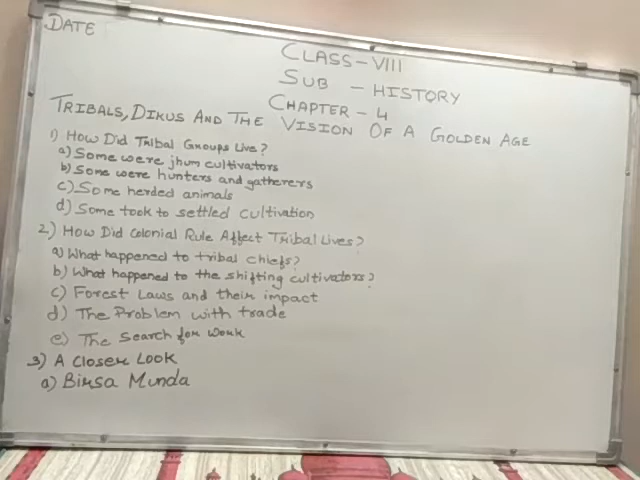 DATE
CLASS-VIII
SUB - HISTORY
CHAPTER - 4
TRIBALS, DIKUS AND THE VISION OF A GOLDEN AGE
1) How Did Tribal Groups Live?
a) Some were jhum cultivators
b) Some were hunters and gatherers
c) Some herded animals
d) Some took to settled cultivation
2) How Did Colonial Rule Affect Tribal Lives?
a) What happened to tribal chiefs?
b) What happened to the shifting cultivators?
c) Forest Laws and their impact
d) The Problem with trade
e) The Search for Work
3) A Closer Look
a) Birsa Munda